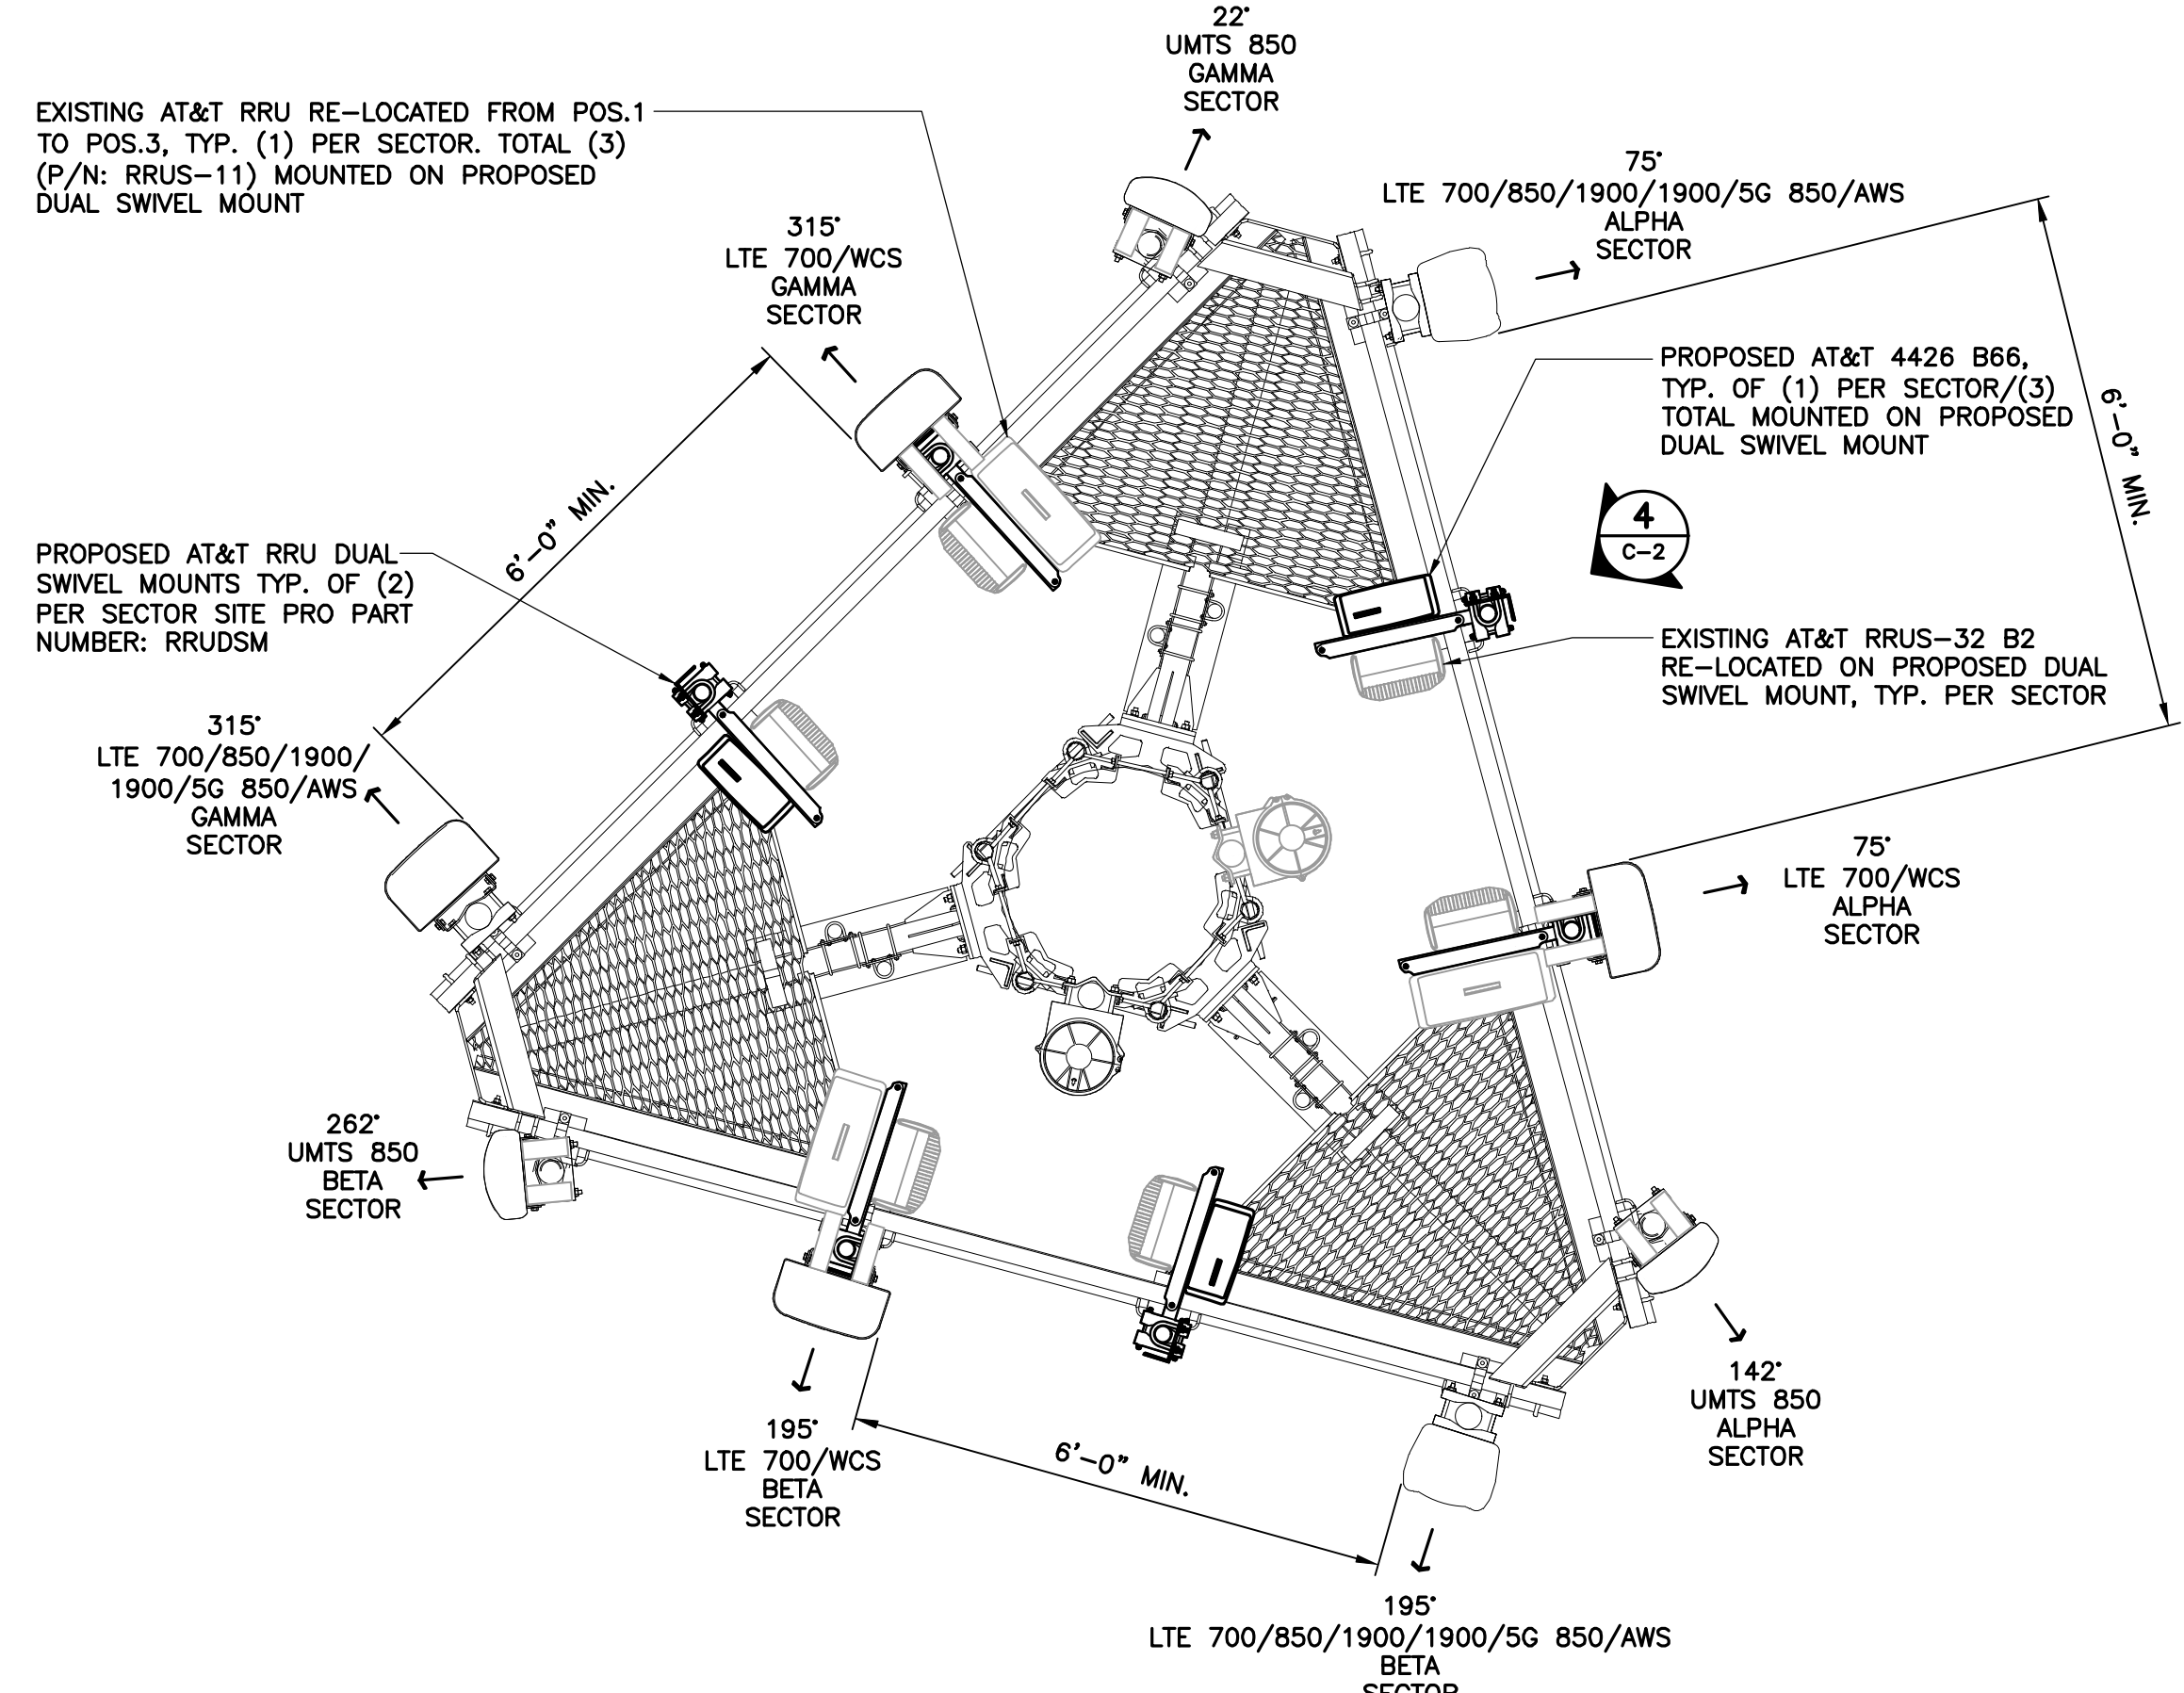 22°
UMTS 850
GAMMA
SECTOR
EXISTING AT&T RRU RE-LOCATED FROM POS.1
TO POS.3, TYP. (1) PER SECTOR. TOTAL (3)
(P/N: RRUS-11) MOUNTED ON PROPOSED
DUAL SWIVEL MOUNT
75°
LTE 700/850/1900/1900/5G 850/AWS
ALPHA
SECTOR
315°
LTE 700/WCS
GAMMA
SECTOR
PROPOSED AT&T 4426 B66,
TYP. OF (1) PER SECTOR/(3)
TOTAL MOUNTED ON PROPOSED
DUAL SWIVEL MOUNT
6'-0" MIN.
6'-0" MIN.
4
C-2
PROPOSED AT&T RRU DUAL
SWIVEL MOUNTS TYP. OF (2)
PER SECTOR SITE PRO PART
NUMBER: RRUDSM
EXISTING AT&T RRUS-32 B2
RE-LOCATED ON PROPOSED DUAL
SWIVEL MOUNT, TYP. PER SECTOR
315°
LTE 700/850/1900/
1900/5G 850/AWS
GAMMA
SECTOR
75°
LTE 700/WCS
ALPHA
SECTOR
262°
UMTS 850
BETA
SECTOR
142°
UMTS 850
ALPHA
SECTOR
195°
LTE 700/WCS
BETA
SECTOR
6'-0" MIN.
195°
LTE 700/850/1900/1900/5G 850/AWS
BETA
SECTOR